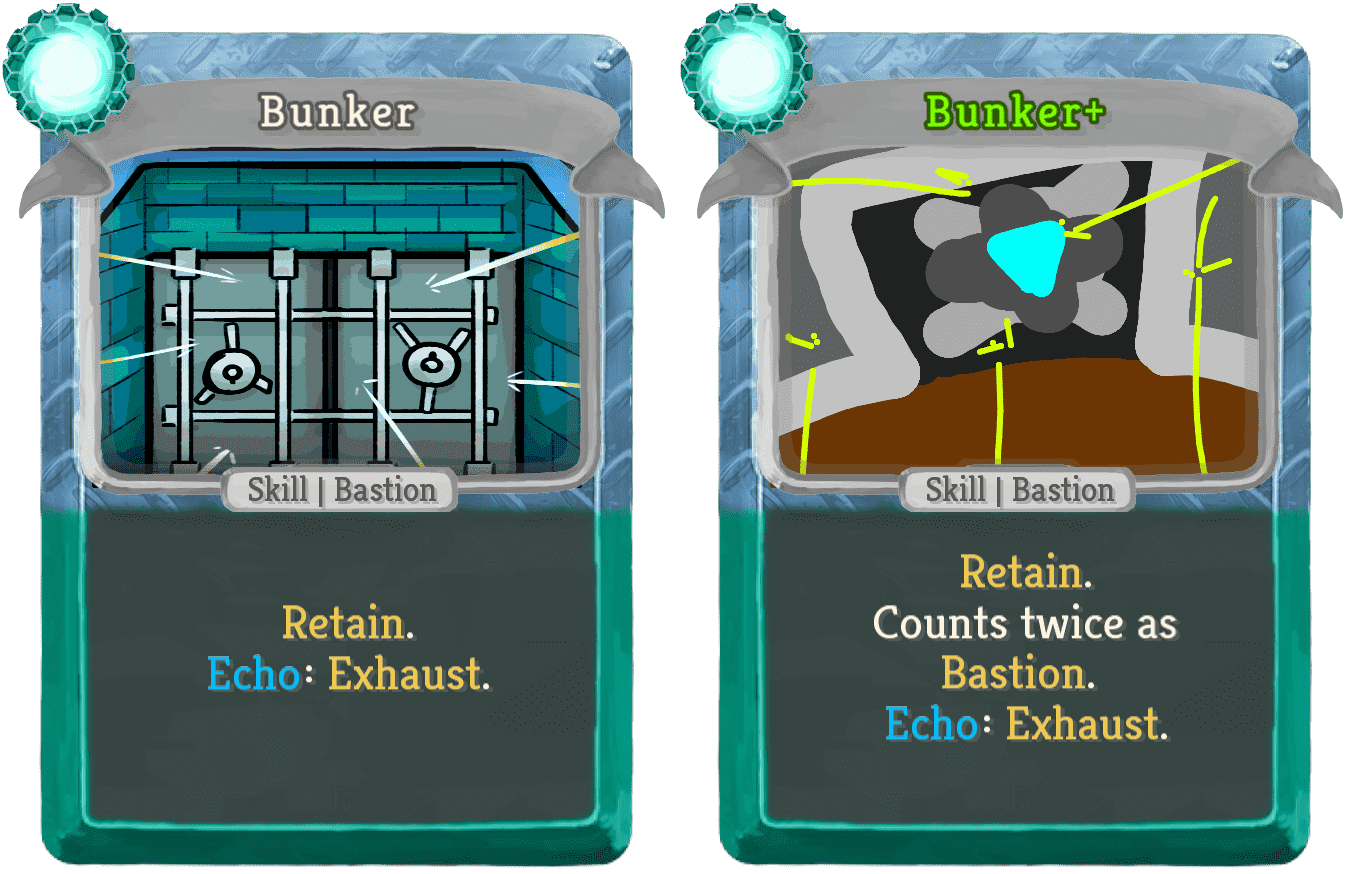 Bunker
Skill | Bastion
Retain.
Echo: Exhaust.
Bunker+
Skill | Bastion
Retain.
Counts twice as
Bastion.
Echo: Exhaust.